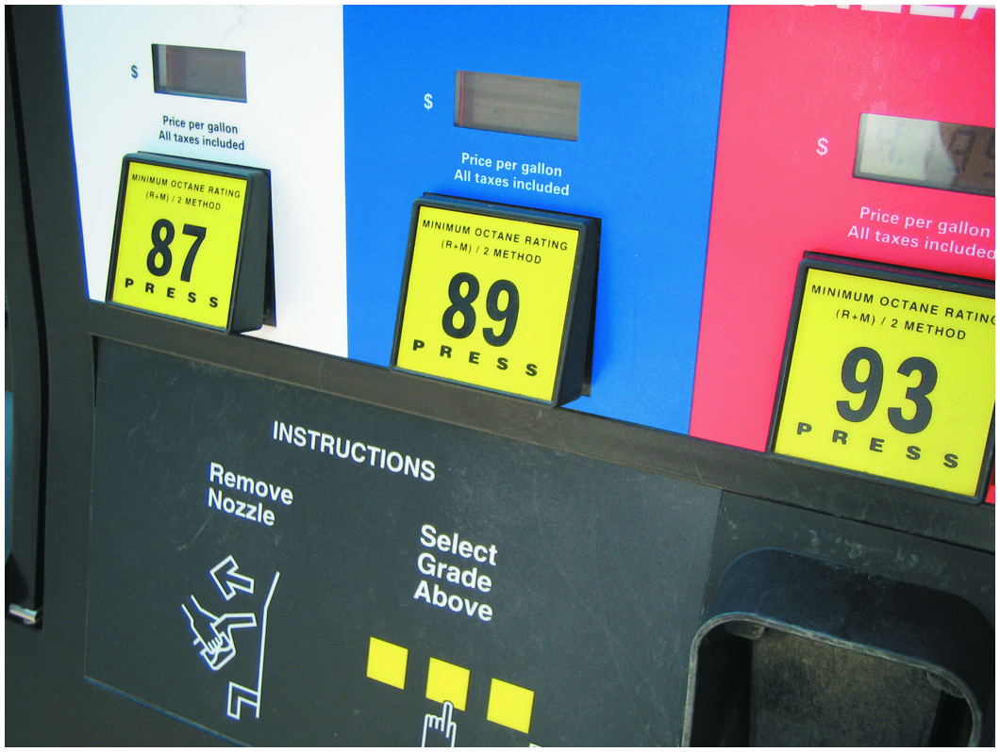 $
Price per gallon
All taxes included
MINIMUM OCTANE RATING
(R+M) / 2 METHOD
87
PRESS
$
Price per gallon
All taxes included
MINIMUM OCTANE RATING
(R+M) / 2 METHOD
89
PRESS
$
Price per gallon
All taxes included
MINIMUM OCTANE RATING
(R+M) / 2 METHOD
93
PRESS
INSTRUCTIONS
Remove
Nozzle
Select
Grade
Above